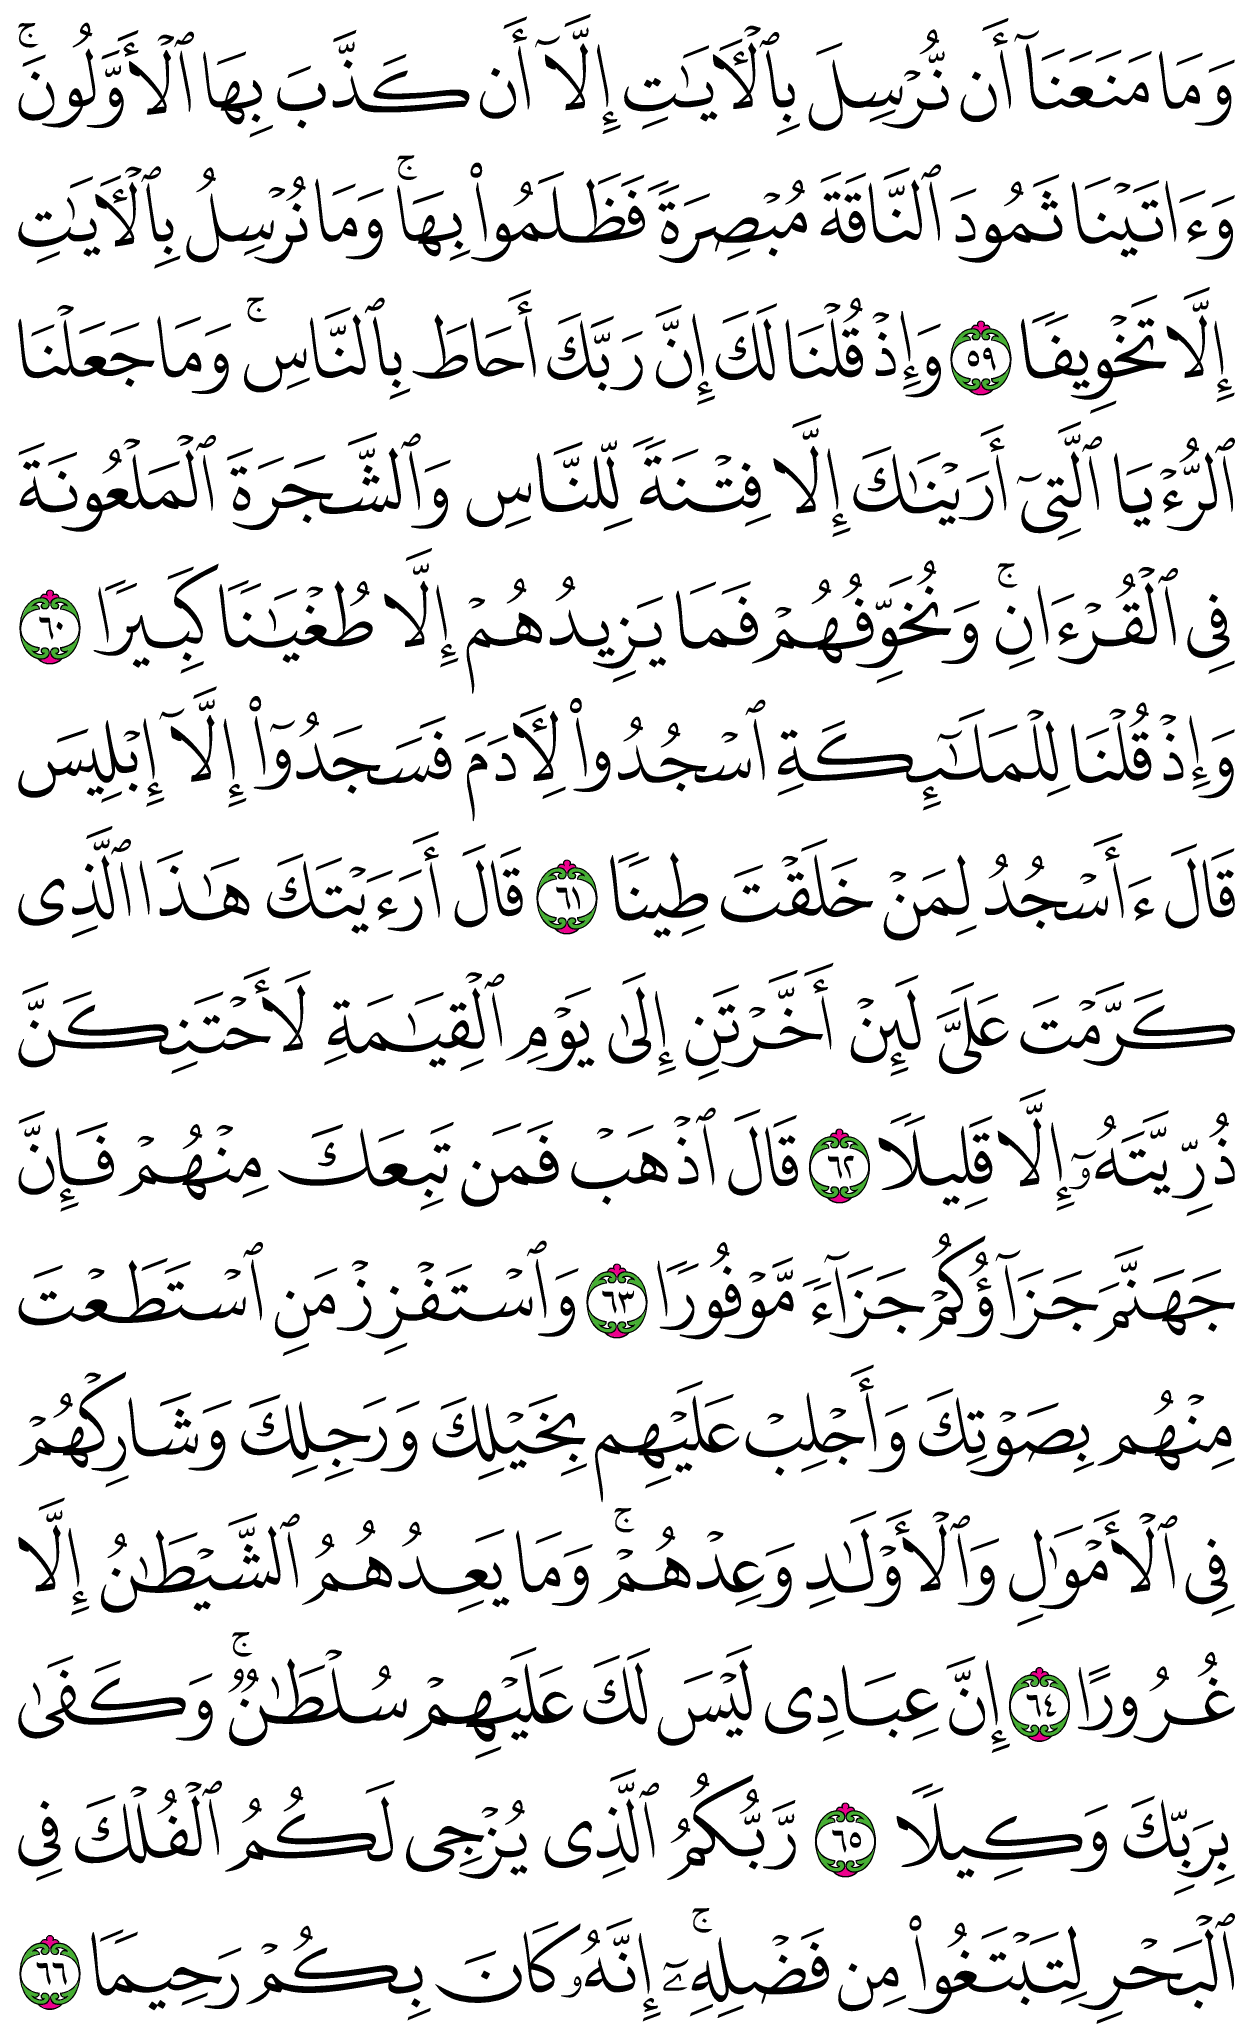 وَمَا مَنَعَنَآ أَن نُّرۡسِلَ بِٱلۡأٓيَٰتِ إِلَّآ أَن كَذَّبَ بِهَا ٱلۡأَوَّلُونَۚ
وَءَاتَيۡنَا ثَمُودَ ٱلنَّاقَةَ مُبۡصِرَةٗ فَظَلَمُواْ بِهَاۚ وَمَا نُرۡسِلُ بِٱلۡأٓيَٰتِ
إِلَّا تَخۡوِيفٗا ٥٩ وَإِذۡ قُلۡنَا لَكَ إِنَّ رَبَّكَ أَحَاطَ بِٱلنَّاسِۚ وَمَا جَعَلۡنَا
ٱلرُّءۡيَا ٱلَّتِيٓ أَرَيۡنَٰكَ إِلَّا فِتۡنَةٗ لِّلنَّاسِ وَٱلشَّجَرَةَ ٱلۡمَلۡعُونَةَ
فِي ٱلۡقُرۡءَانِۚ وَنُخَوِّفُهُمۡ فَمَا يَزِيدُهُمۡ إِلَّا طُغۡيَٰنٗا كَبِيرٗا ٦٠
وَإِذۡ قُلۡنَا لِلۡمَلَٰٓئِكَةِ ٱسۡجُدُواْ لِأٓدَمَ فَسَجَدُوٓاْ إِلَّآ إِبۡلِيسَ
قَالَ ءَأَسۡجُدُ لِمَنۡ خَلَقۡتَ طِينٗا ٦١ قَالَ أَرَءَيۡتَكَ هَٰذَا ٱلَّذِي
كَرَّمۡتَ عَلَيَّ لَئِنۡ أَخَّرۡتَنِ إِلَىٰ يَوۡمِ ٱلۡقِيَٰمَةِ لَأَحۡتَنِكَنَّ
ذُرِّيَّتَهُۥٓ إِلَّا قَلِيلٗا ٦٢ قَالَ ٱذۡهَبۡ فَمَن تَبِعَكَ مِنۡهُمۡ فَإِنَّ
جَهَنَّمَ جَزَآؤُكُمۡ جَزَآءٗ مَّوۡفُورٗا ٦٣ وَٱسۡتَفۡزِزۡ مَنِ ٱسۡتَطَعۡتَ
مِنۡهُم بِصَوۡتِكَ وَأَجۡلِبۡ عَلَيۡهِم بِخَيۡلِكَ وَرَجِلِكَ وَشَارِكۡهُمۡ
فِي ٱلۡأَمۡوَٰلِ وَٱلۡأَوۡلَٰدِ وَعِدۡهُمۡۚ وَمَا يَعِدُهُمُ ٱلشَّيۡطَٰنُ إِلَّا
غُرُورًا ٦٤ إِنَّ عِبَادِي لَيۡسَ لَكَ عَلَيۡهِمۡ سُلۡطَٰنٞۚ وَكَفَىٰ
بِرَبِّكَ وَكِيلٗا ٦٥ رَّبُّكُمُ ٱلَّذِي يُزۡجِي لَكُمُ ٱلۡفُلۡكَ فِي
ٱلۡبَحۡرِ لِتَبۡتَغُواْ مِن فَضۡلِهِۦٓۚ إِنَّهُۥ كَانَ بِكُمۡ رَحِيمٗا ٦٦